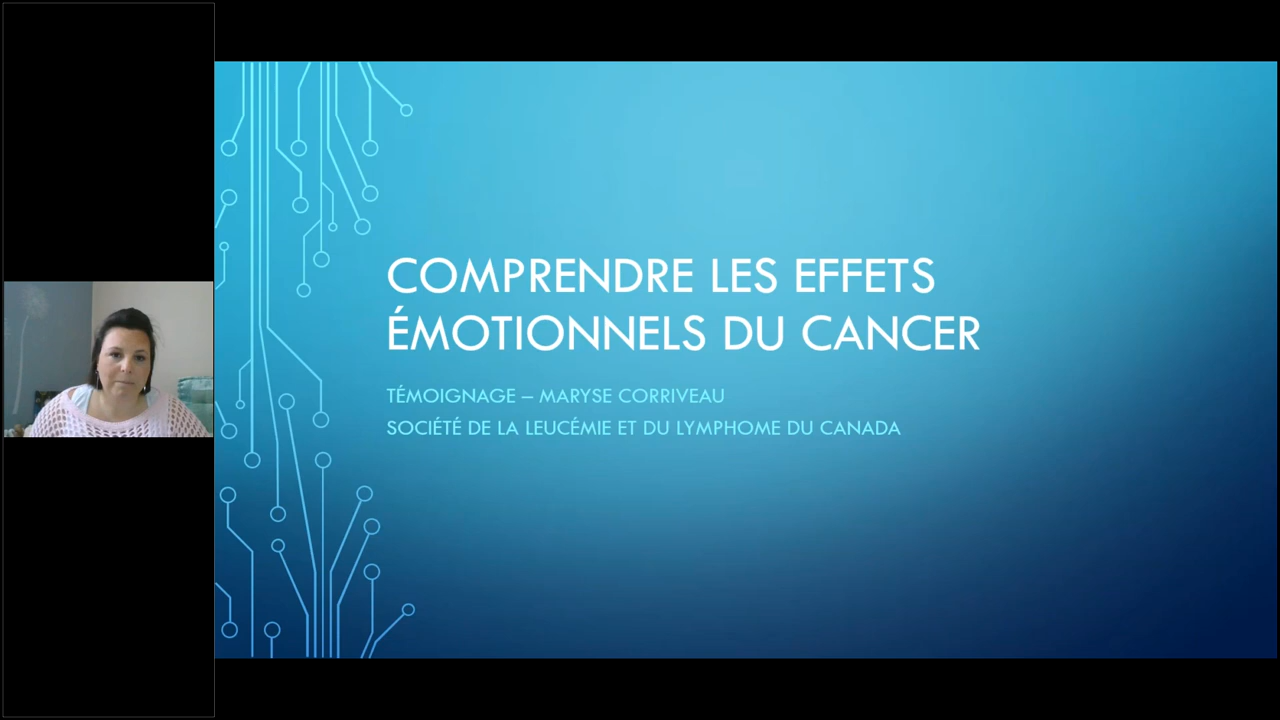 COMPRENDRE LES EFFETS
ÉMOTIONNELS DU CANCER
TÉMOIGNAGE – MARYSE CORRIVEAU
SOCIÉTÉ DE LA LEUCÉMIE ET DU LYMPHOME DU CANADA